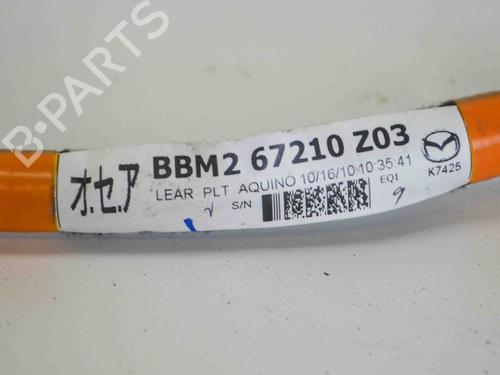 B-PARTS
オ.セ.ア
BBM2 67210 Z03
LEAR PLT AQUINO 10/16/10 10:35:41
S/N
EQ1
9
K7425